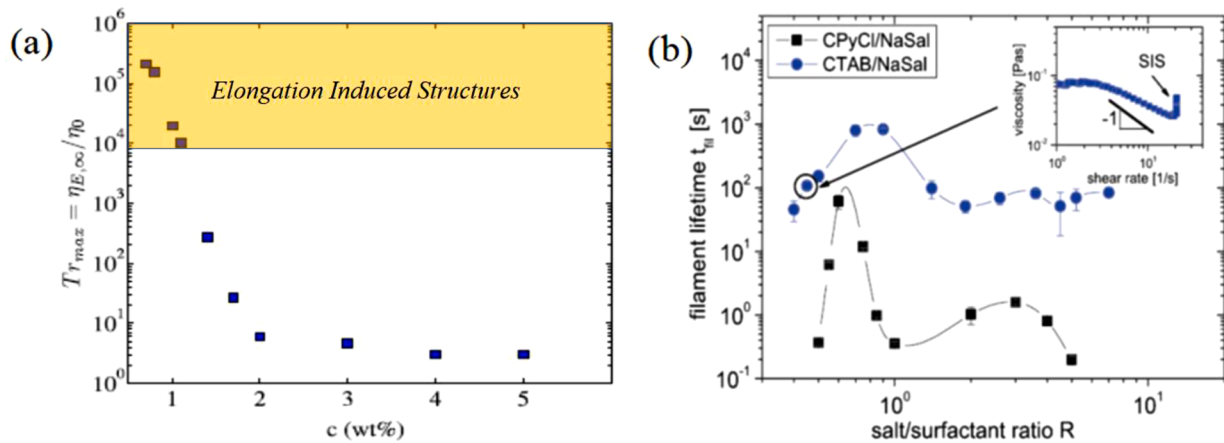 (a)
10^6
10^5
10^4
10^3
10^2
10^1
10^0
Tr_max = η_E,∞/η_0
Elongation Induced Structures
1 2 3 4 5
c (wt%)
(b)
CPyCl/NaSal
CTAB/NaSal
10^4
10^3
10^2
10^1
10^0
10^-1
filament lifetime t_fil [s]
10^0 10^1
salt/surfactant ratio R
viscosity [Pas]
10^-1
10^-2
SIS
-1
10^0 10^1
shear rate [1/s]